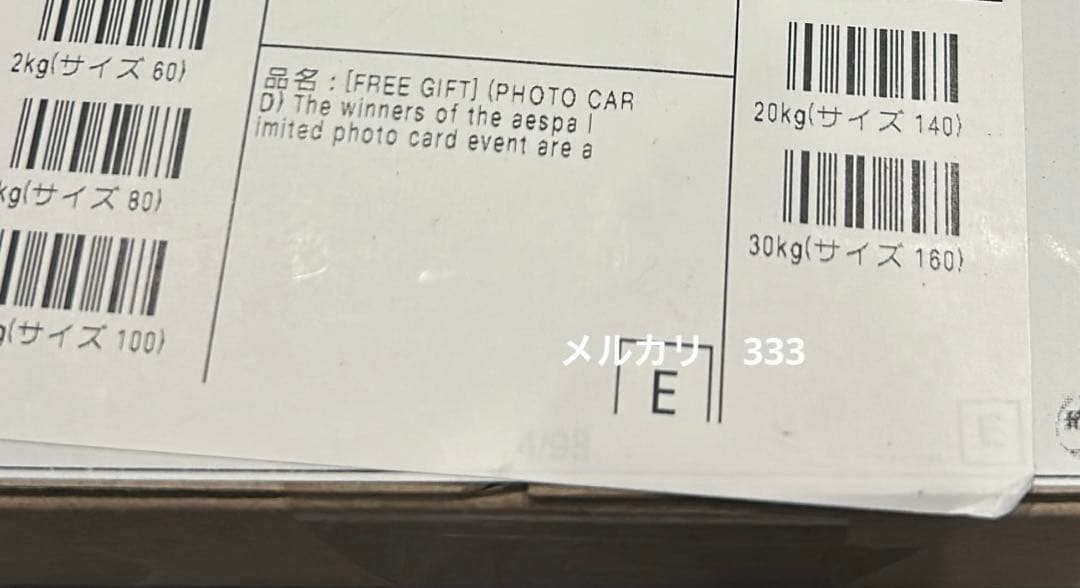 2kg(サイズ 60)
kg(サイズ 80)
g(サイズ 100)
品名：[FREE GIFT] (PHOTO CAR
D) The winners of the aespa l
imited photo card event are a
20kg(サイズ 140)
30kg(サイズ 160)
メルカリ 333
E
E